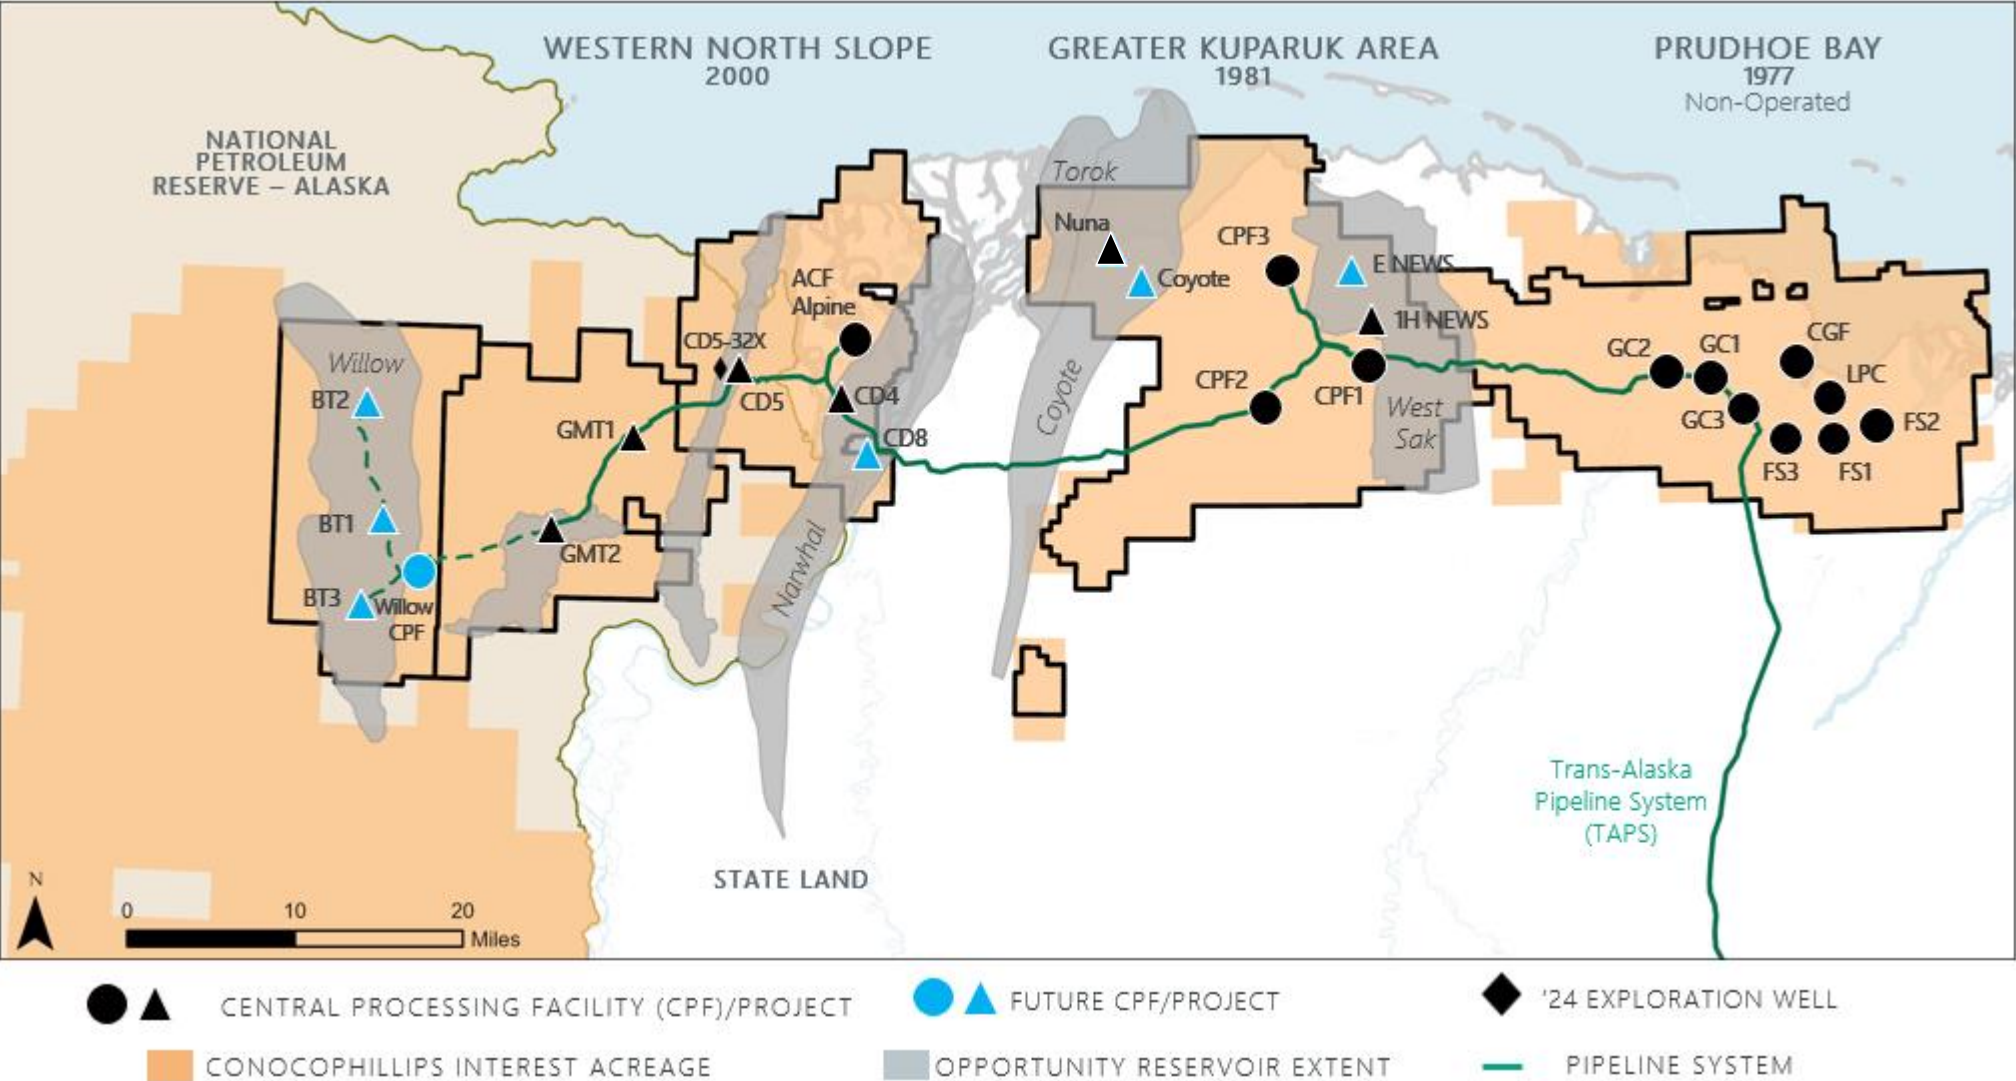 WESTERN NORTH SLOPE
2000
GREATER KUPARUK AREA
1981
PRUDHOE BAY
1977
Non-Operated
NATIONAL
PETROLEUM
RESERVE – ALASKA
Torok
Nuna
Coyote
CPF3
E NEWS
1H NEWS
ACF
Alpine
CD5-32X
CD5
CD4
CD8
Willow
BT2
GMT1
BT1
GMT2
BT3
Willow
CPF
Narwhal
Coyote
CPF2
CPF1
West
Sak
GC2
GC1
CGF
LPC
GC3
FS2
FS3
FS1
Trans-Alaska
Pipeline System
(TAPS)
STATE LAND
N
0 10 20
Miles
CENTRAL PROCESSING FACILITY (CPF)/PROJECT
FUTURE CPF/PROJECT
'24 EXPLORATION WELL
CONOCOPHILLIPS INTEREST ACREAGE
OPPORTUNITY RESERVOIR EXTENT
PIPELINE SYSTEM